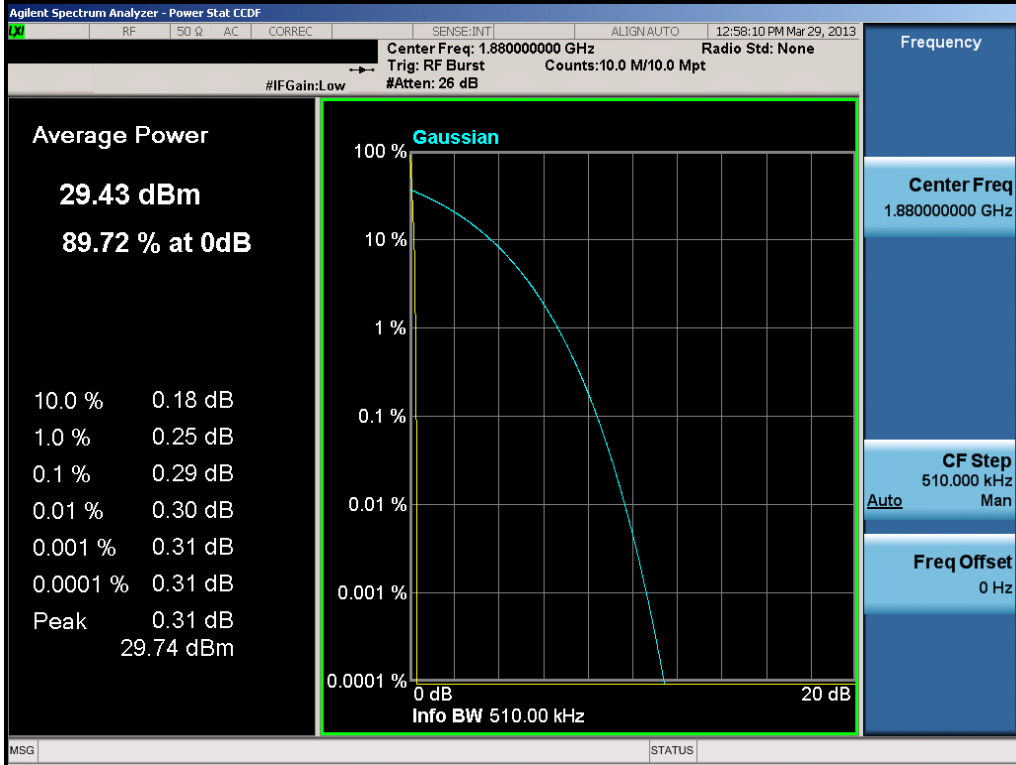 Agilent Spectrum Analyzer - Power Stat CCDF
LXI RF 50 Ω AC CORREC SENSE:INT ALIGN AUTO 12:58:10 PM Mar 29, 2013
Center Freq: 1.880000000 GHz Radio Std: None
Trig: RF Burst Counts:10.0 M/10.0 Mpt
#IFGain:Low #Atten: 26 dB
Frequency
Average Power
29.43 dBm
89.72 % at 0dB
10.0 % 0.18 dB
1.0 % 0.25 dB
0.1 % 0.29 dB
0.01 % 0.30 dB
0.001 % 0.31 dB
0.0001 % 0.31 dB
Peak 0.31 dB
29.74 dBm
Gaussian
100 %
10 %
1 %
0.1 %
0.01 %
0.001 %
0.0001 %
0 dB 20 dB
Info BW 510.00 kHz
Center Freq
1.880000000 GHz
CF Step
510.000 kHz
Auto Man
Freq Offset
0 Hz
MSG STATUS